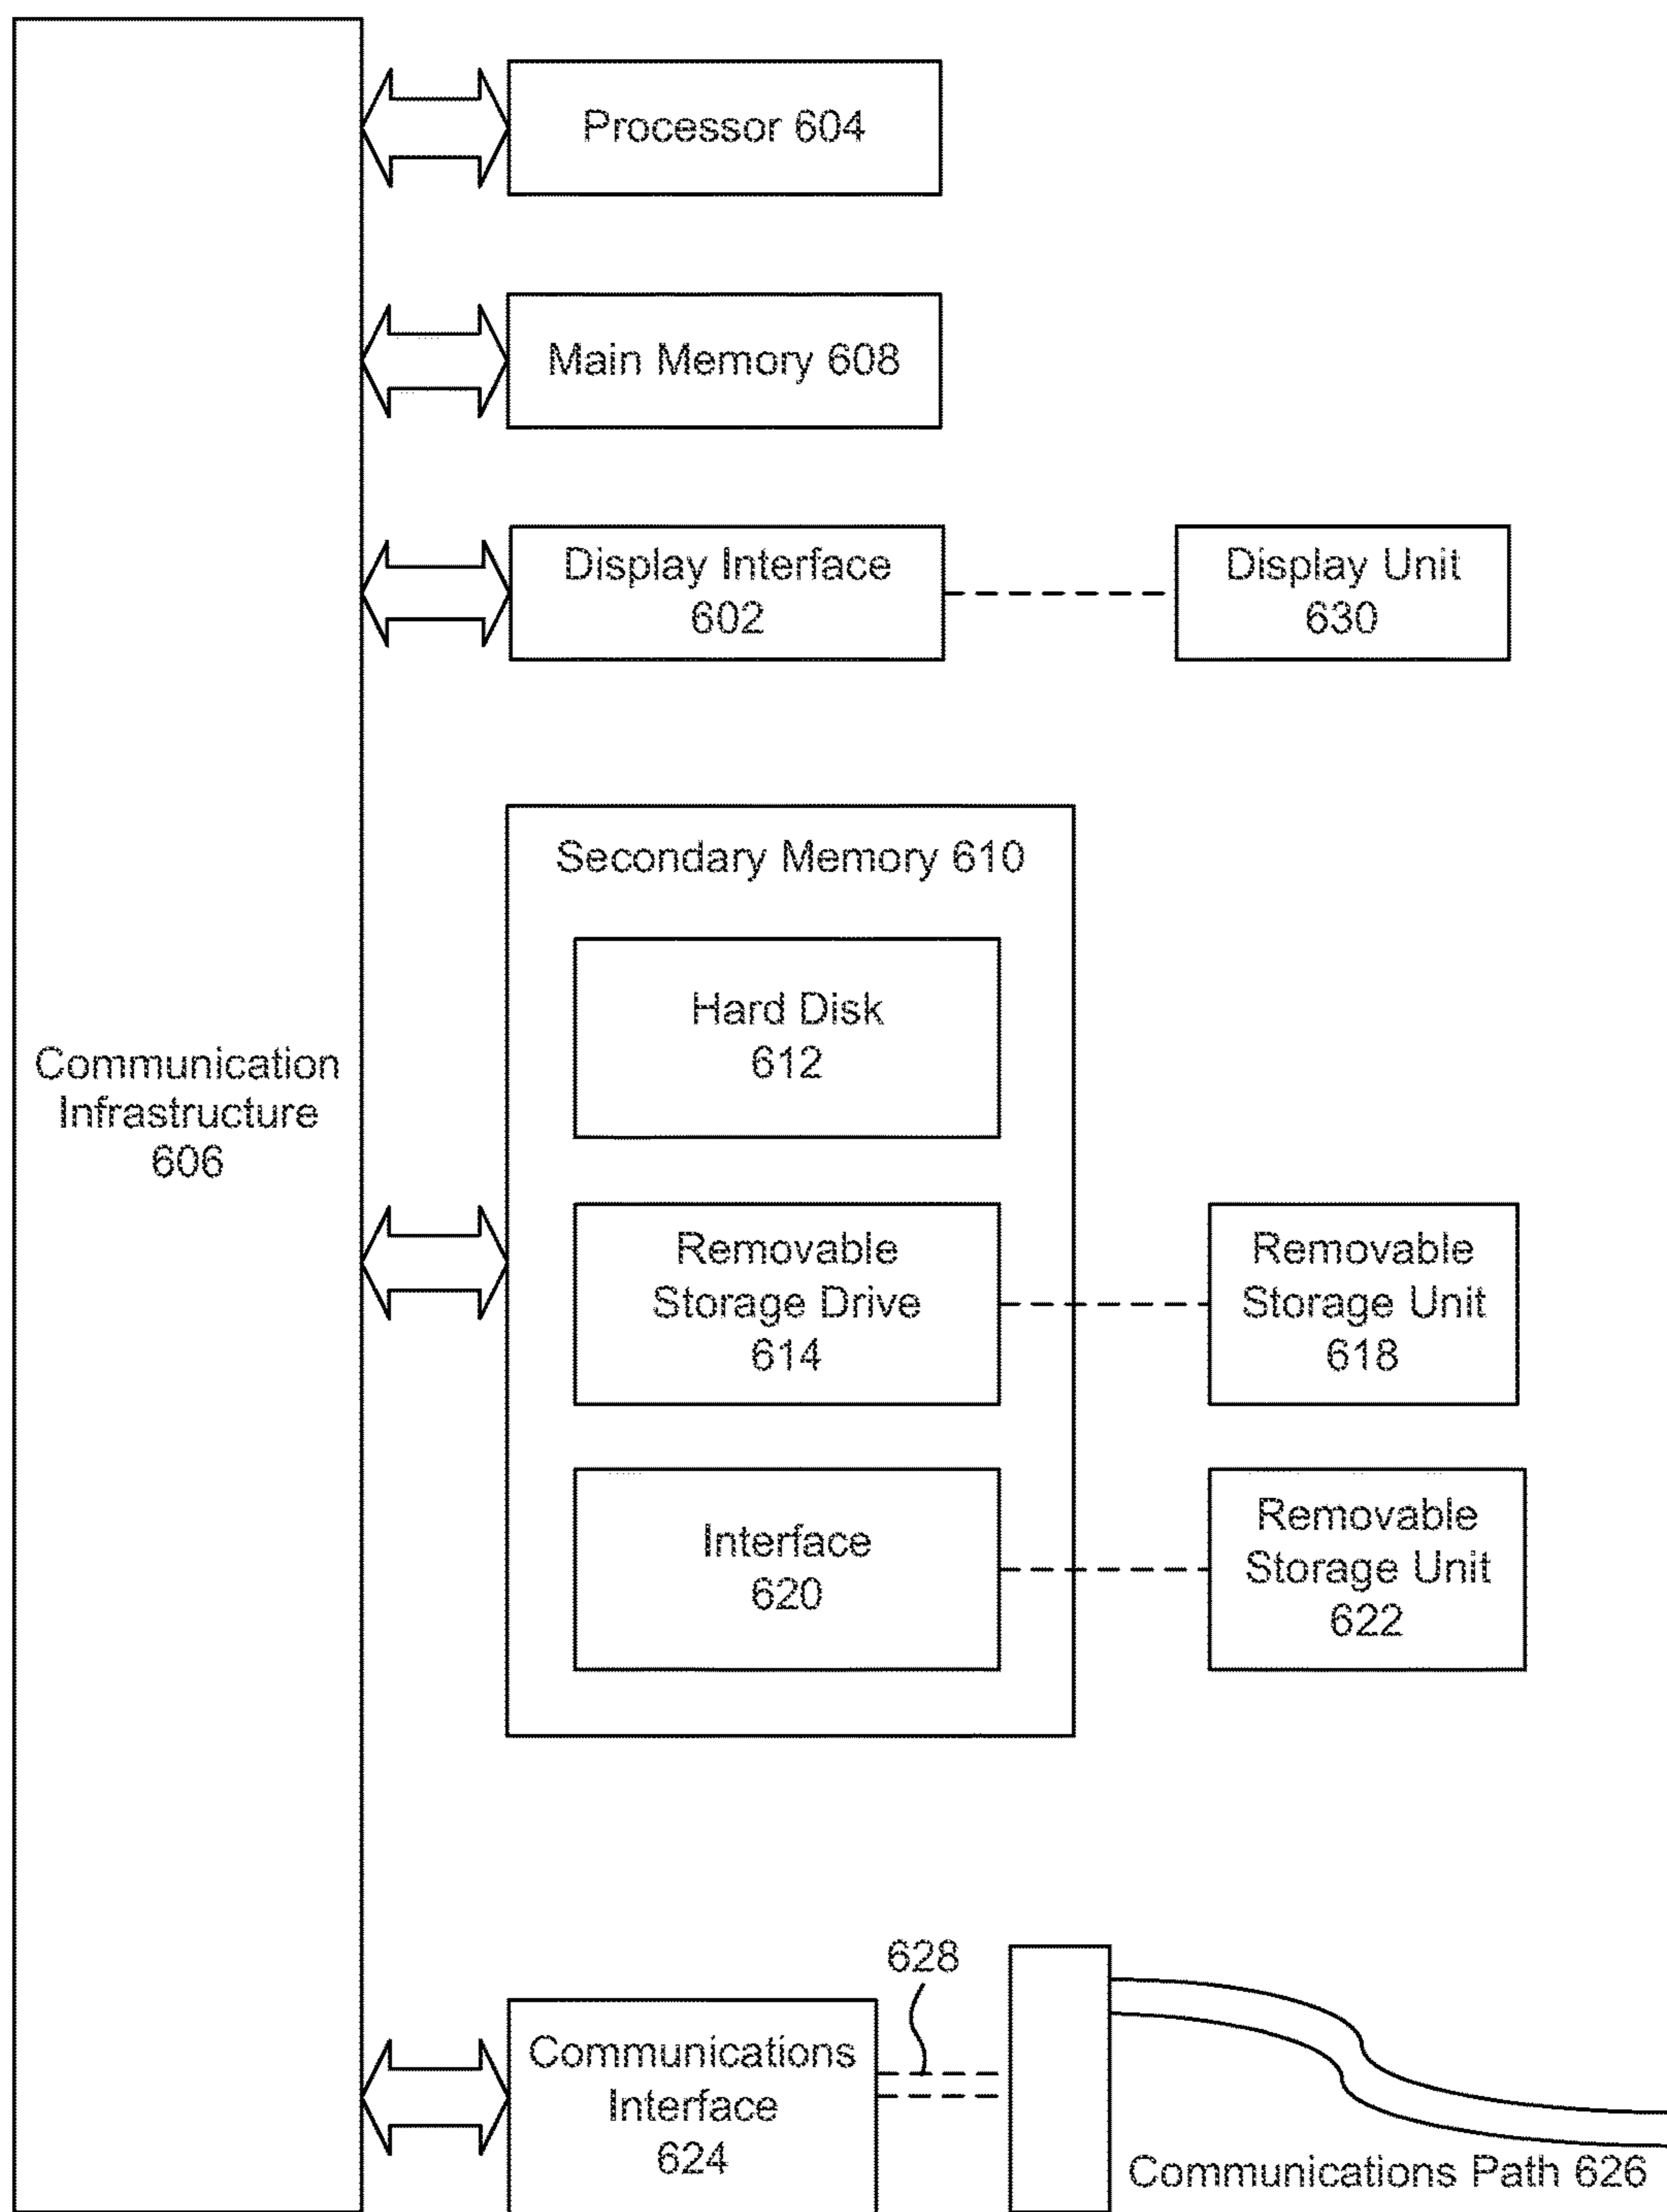 Processor 604
Main Memory 608
Display Interface
602
Display Unit
630
Secondary Memory 610
Hard Disk
612
Communication
Infrastructure
606
Removable
Storage Drive
614
Removable
Storage Unit
618
Interface
620
Removable
Storage Unit
622
628
Communications
Interface
624
Communications Path 626